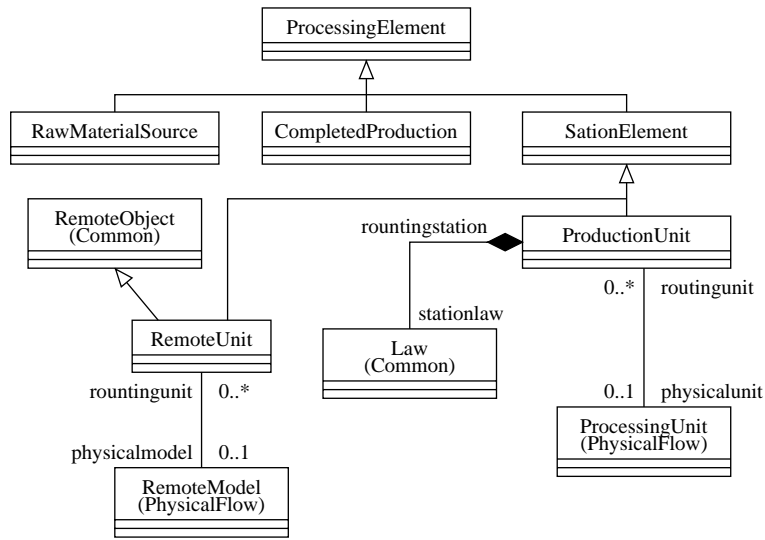 ProcessingElement
RawMaterialSource
CompletedProduction
SationElement
RemoteObject
(Common)
rountingstation
ProductionUnit
0..*
routingunit
stationlaw
RemoteUnit
Law
(Common)
rountingunit
0..*
0..1
physicalunit
ProcessingUnit
(PhysicalFlow)
physicalmodel
0..1
RemoteModel
(PhysicalFlow)